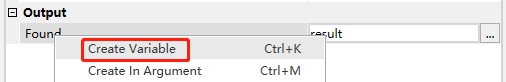 Output
Found result ...
Create Variable Ctrl+K
Create In Argument Ctrl+M